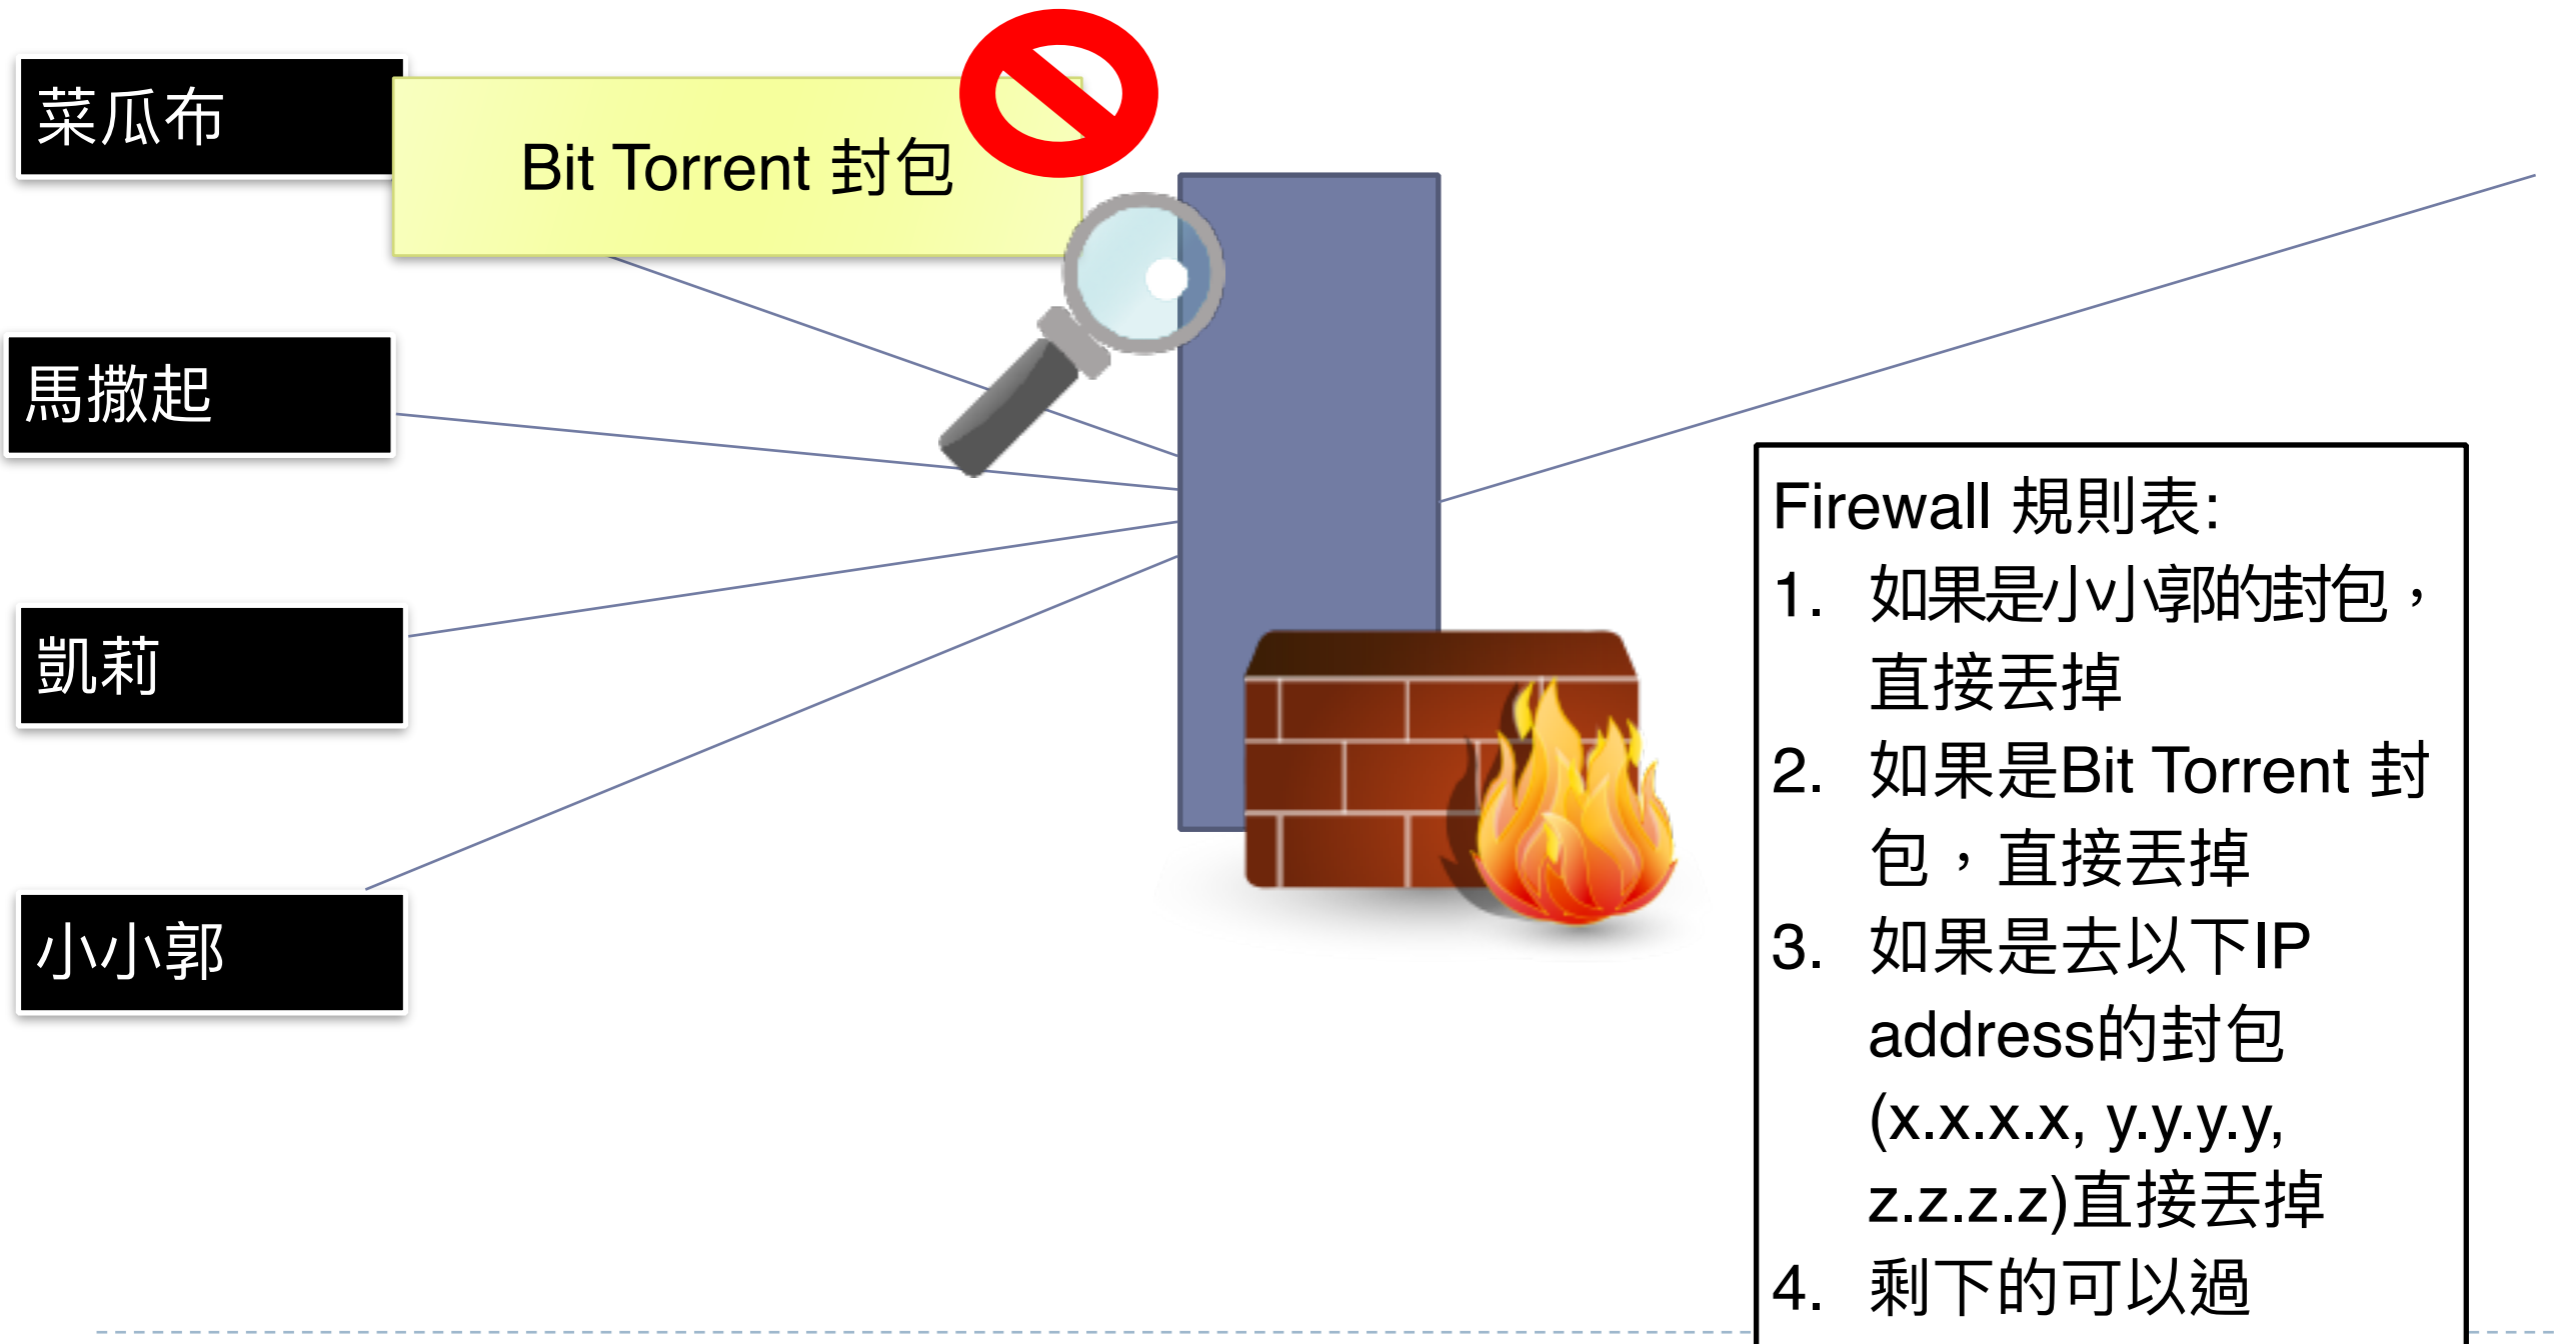 菜瓜布
Bit Torrent 封包
馬撒起
凱莉
小小郭
Firewall 規則表:
1. 如果是小小郭的封包，
直接丟掉
2. 如果是Bit Torrent 封
包，直接丟掉
3. 如果是去以下IP
address的封包
(x.x.x.x, y.y.y.y,
z.z.z.z)直接丟掉
4. 剩下的可以過